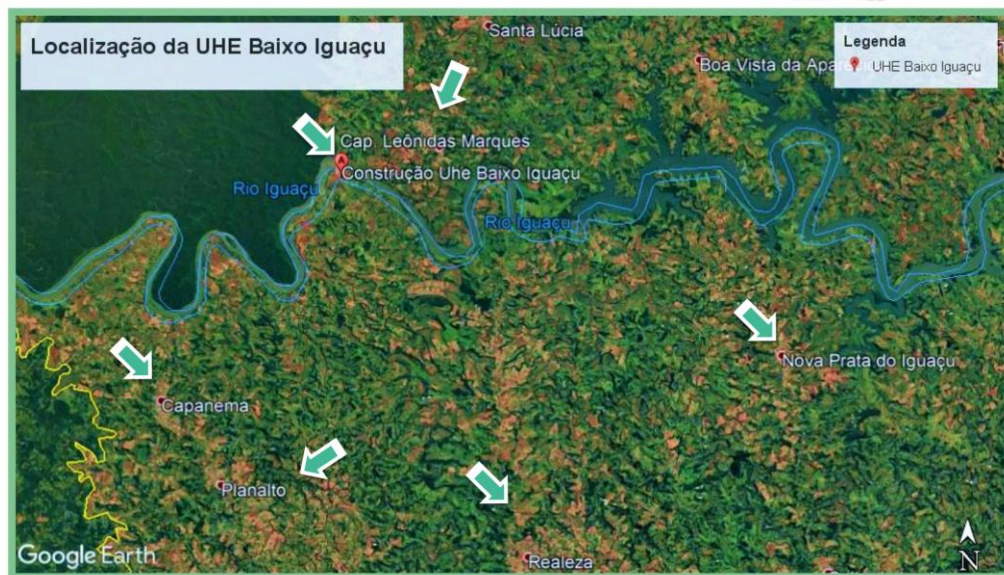 Localização da UHE Baixo Iguaçu
Santa Lúcia
Legenda
UHE Baixo Iguaçu
Boa Vista da
Cap. Leônidas Marques
A
Construção Uhe Baixo Iguaçu
Rio Iguaçu
Rio Iguaçu
Nova Prata do Iguaçu
Capanema
Planalto
Realeza
Google Earth
N